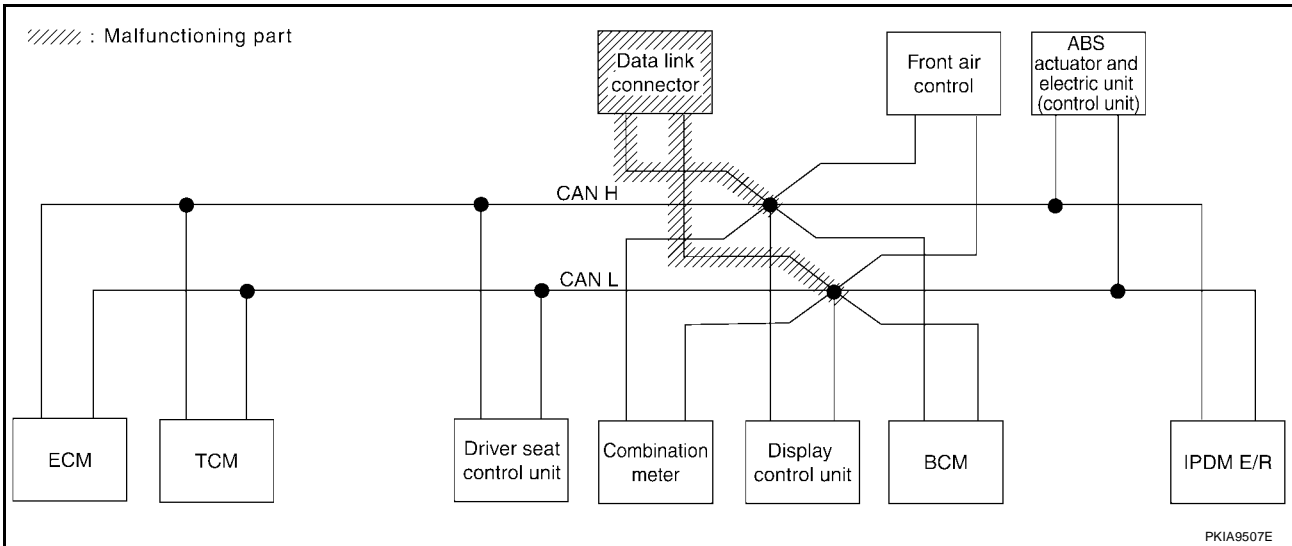 : Malfunctioning part
Data link
connector
Front air
control
ABS
actuator and
electric unit
(control unit)
CAN H
CAN L
ECM
TCM
Driver seat
control unit
Combination
meter
Display
control unit
BCM
IPDM E/R
PKIA9507E